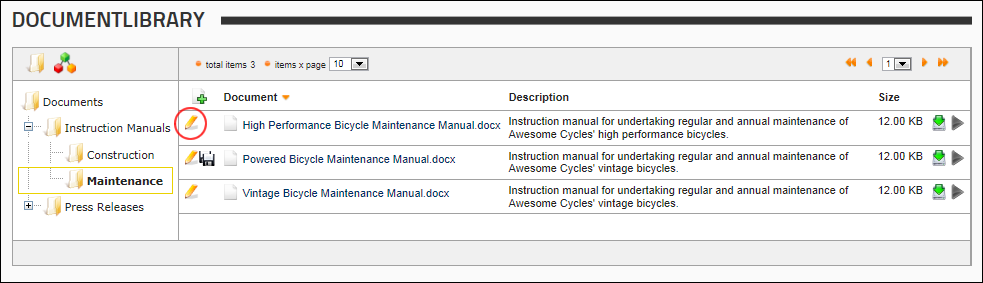 DOCUMENTLIBRARY
total items 3 items x page 10
1
Documents
Instruction Manuals
Construction
Maintenance
Press Releases
Document Description Size
High Performance Bicycle Maintenance Manual.docx Instruction manual for undertaking regular and annual maintenance of 12.00 KB
Awesome Cycles' high performance bicycles.
Powered Bicycle Maintenance Manual.docx Instruction manual for undertaking regular and annual maintenance of 12.00 KB
Awesome Cycles' vintage bicycles.
Vintage Bicycle Maintenance Manual.docx Instruction manual for undertaking regular and annual maintenance of 12.00 KB
Awesome Cycles' vintage bicycles.